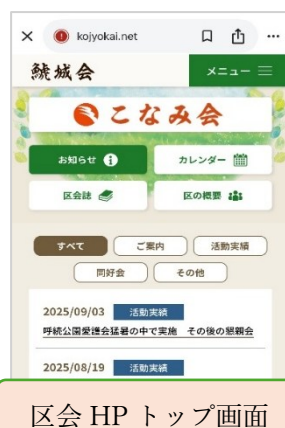 kojyokai.net
鯱城会
メニュー
こなみ会
お知らせ
カレンダー
区会誌
区の概要
すべて
ご案内
活動実績
同好会
その他
2025/09/03 活動実績
呼続公園愛護会猛暑の中で実施 その後の懇親会
2025/08/19 活動実績
区会 HP トップ画面